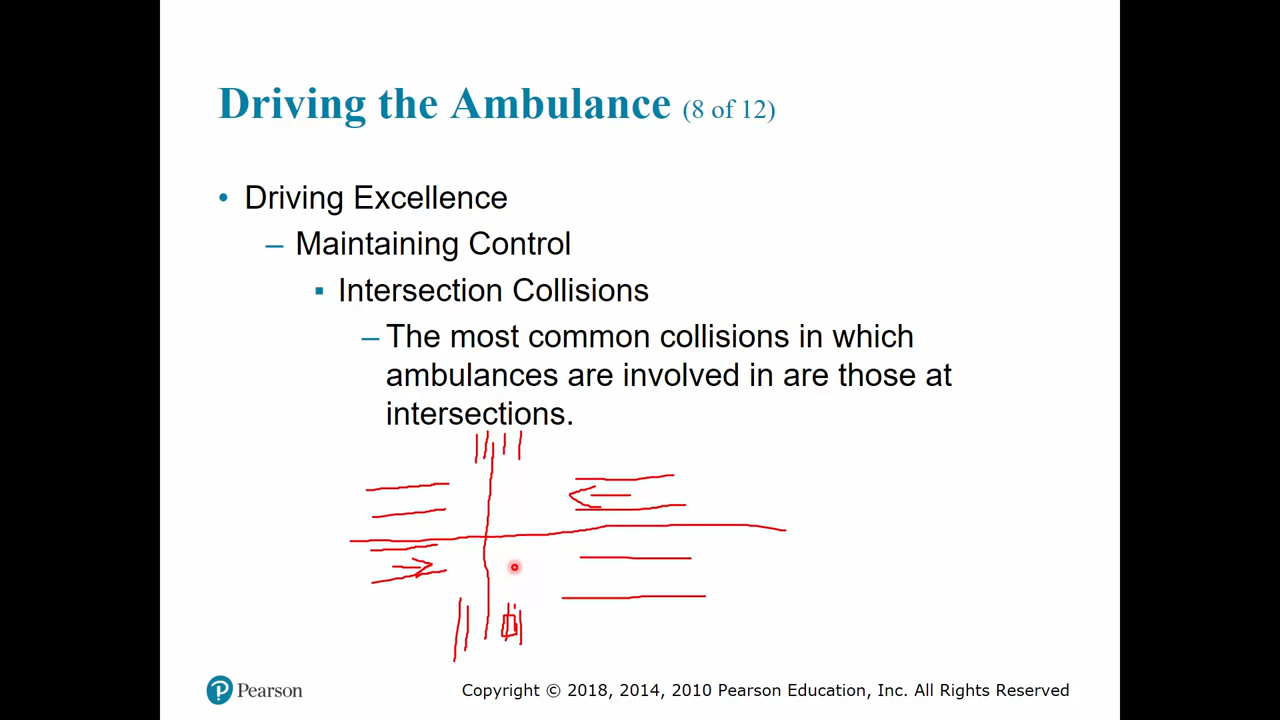 Driving the Ambulance (8 of 12)
• Driving Excellence
– Maintaining Control
▪ Intersection Collisions
– The most common collisions in which
ambulances are involved in are those at
intersections.
Pearson
Copyright © 2018, 2014, 2010 Pearson Education, Inc. All Rights Reserved